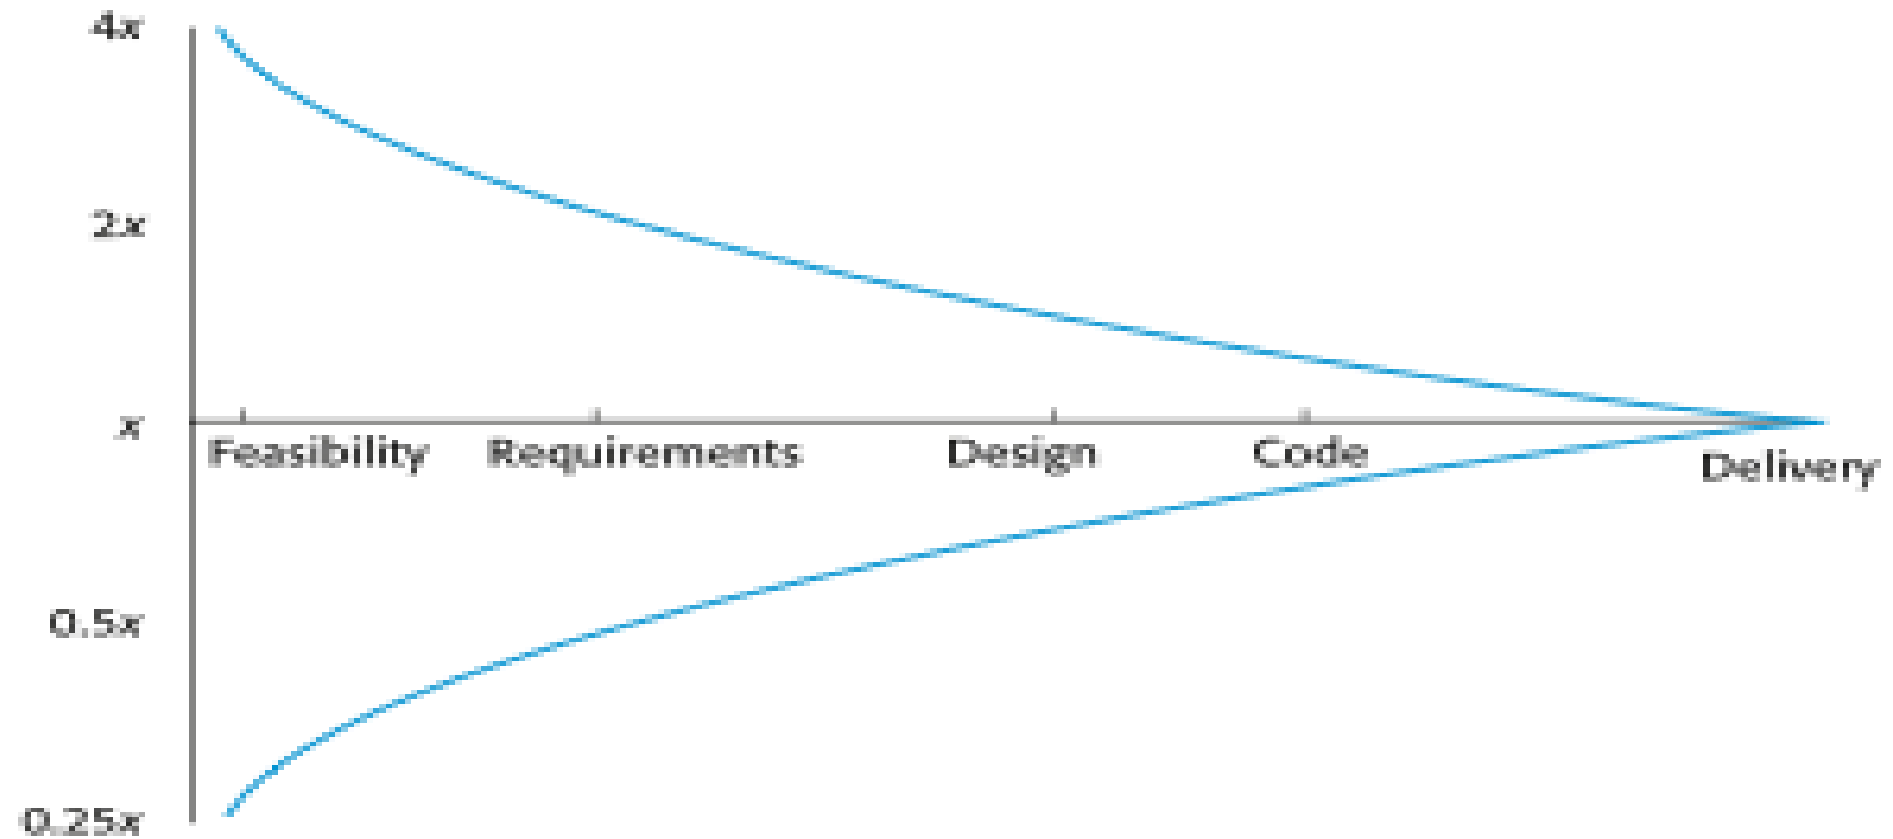 4x
2x
x
Feasibility Requirements Design Code Delivery
0.5x
0.25x